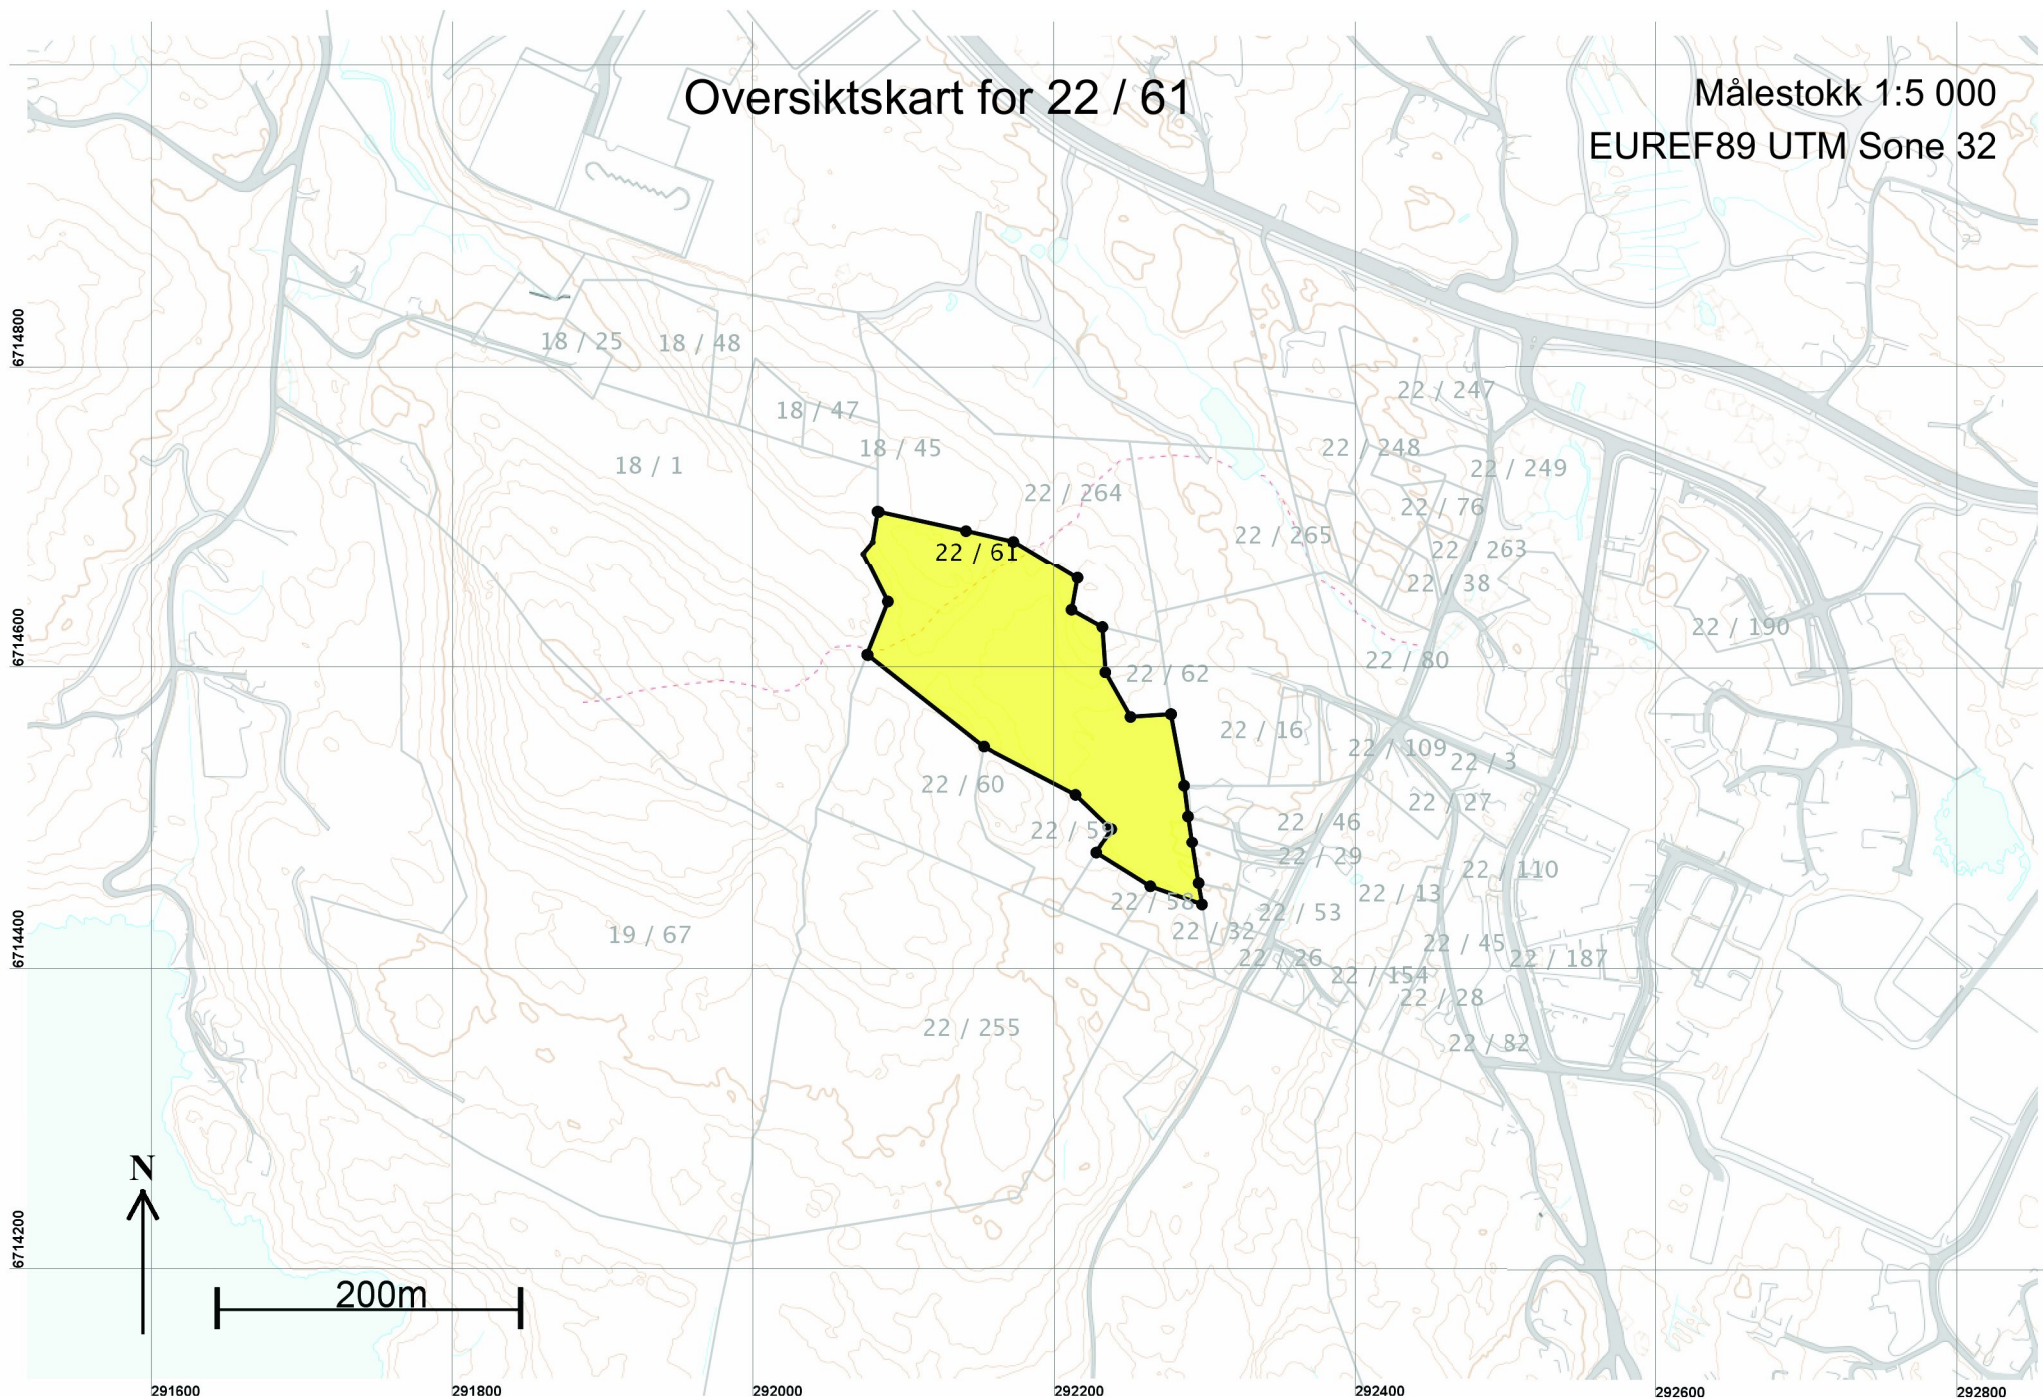 Oversiktskart for 22 / 61
Målestokk 1:5 000
EUREF89 UTM Sone 32
6714800
18 / 25
18 / 48
22 / 247
18 / 47
18 / 45
22 / 248
18 / 1
22 / 249
22 / 264
22 / 76
22 / 265
22 / 263
22 / 61
22 / 38
6714600
22 / 190
22 / 80
22 / 62
22 / 16
22 / 109
22 / 3
22 / 60
22 / 27
22 / 46
22 / 59
22 / 29
22 / 110
22 / 13
22 / 58
22 / 53
22 / 32
19 / 67
6714400
22 / 45
22 / 26
22 / 187
22 / 154
22 / 28
22 / 255
22 / 82
N
6714200
200m
291600
291800
292000
292200
292400
292600
292800